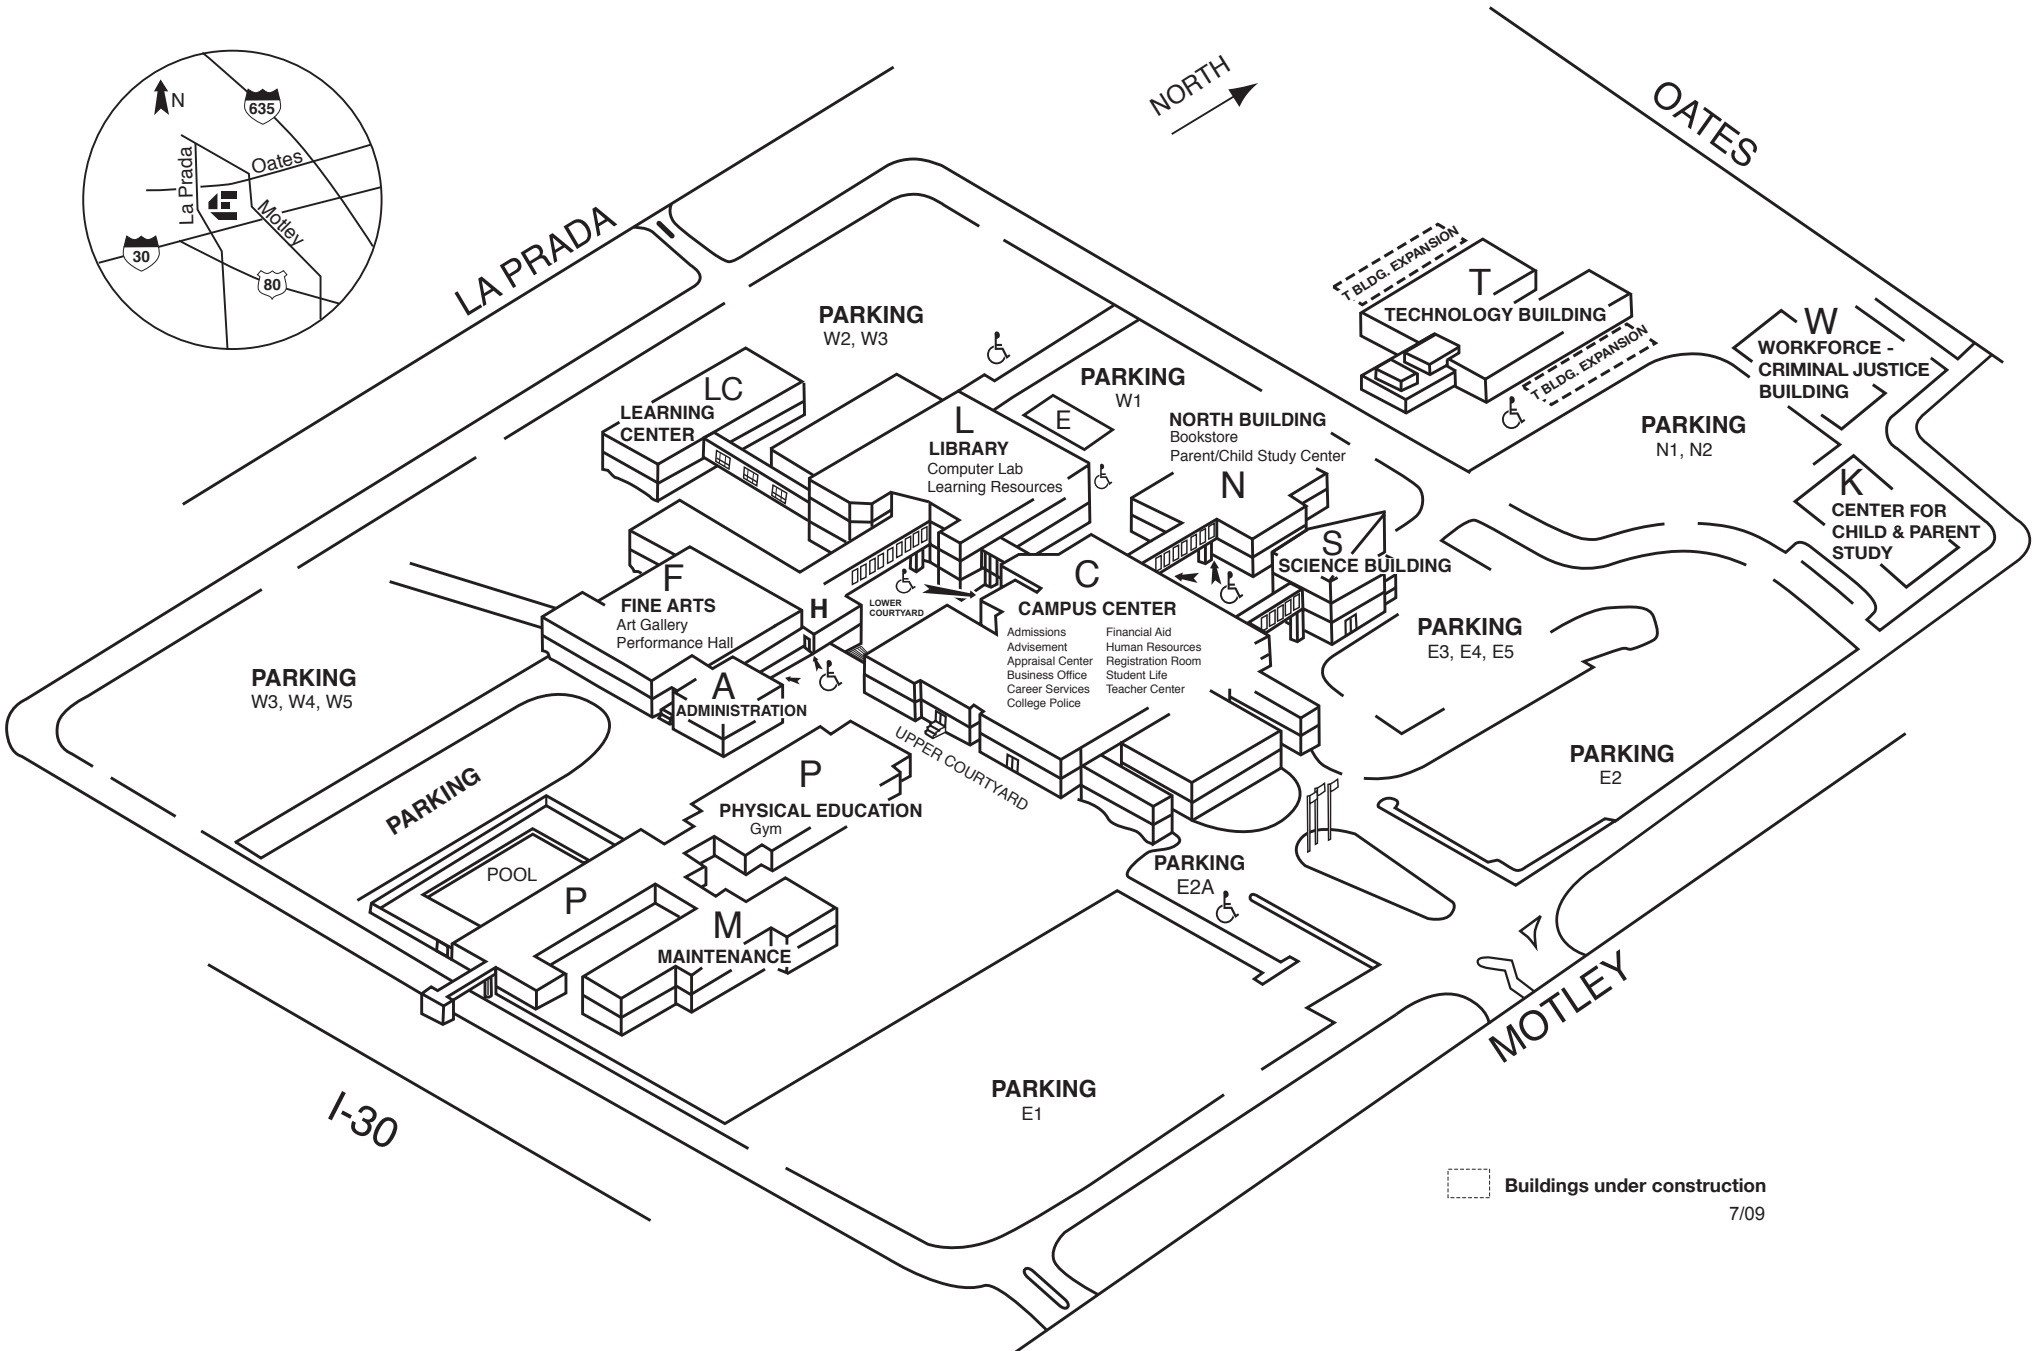 N
635
La Prada
Oates
Motley
30
80
NORTH
OATES
LA PRADA
T BLDG. EXPANSION
T
TECHNOLOGY BUILDING
T BLDG. EXPANSION
W
WORKFORCE -
CRIMINAL JUSTICE
BUILDING
PARKING
W2, W3
PARKING
W1
LC
LEARNING
CENTER
L
LIBRARY
Computer Lab
Learning Resources
E
NORTH BUILDING
Bookstore
Parent/Child Study Center
N
PARKING
N1, N2
K
CENTER FOR
CHILD & PARENT
STUDY
S
SCIENCE BUILDING
F
FINE ARTS
Art Gallery
Performance Hall
H
LOWER
COURTYARD
C
CAMPUS CENTER
Admissions
Advisement
Appraisal Center
Business Office
Career Services
College Police
Financial Aid
Human Resources
Registration Room
Student Life
Teacher Center
PARKING
E3, E4, E5
PARKING
W3, W4, W5
A
ADMINISTRATION
UPPER COURTYARD
PARKING
E2
PARKING
P
PHYSICAL EDUCATION
Gym
POOL
P
M
MAINTENANCE
PARKING
E2A
MOTLEY
I-30
PARKING
E1
Buildings under construction
7/09